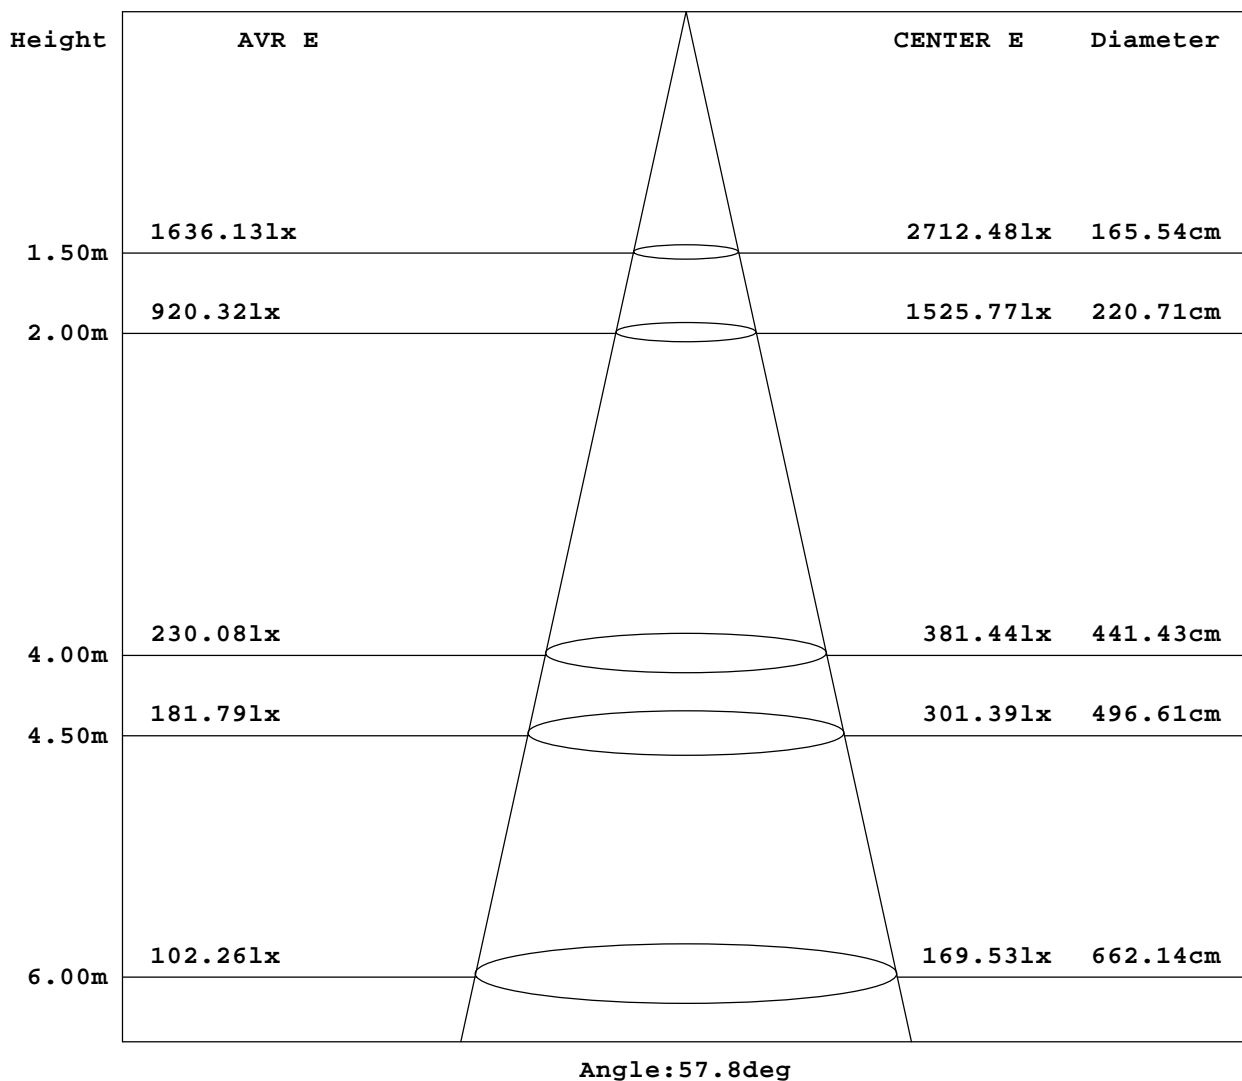 Height AVR E CENTER E Diameter
1636.13lx 2712.48lx 165.54cm
1.50m
920.32lx 1525.77lx 220.71cm
2.00m
230.08lx 381.44lx 441.43cm
4.00m
181.79lx 301.39lx 496.61cm
4.50m
102.26lx 169.53lx 662.14cm
6.00m
Angle:57.8deg